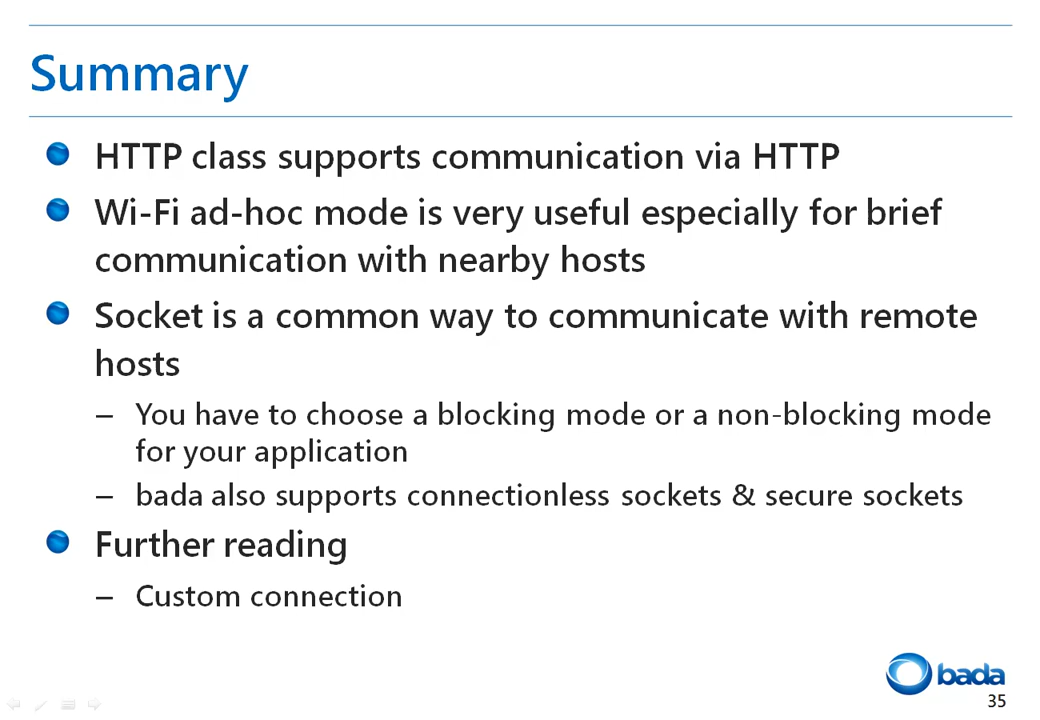 Summary
HTTP class supports communication via HTTP
Wi-Fi ad-hoc mode is very useful especially for brief
communication with nearby hosts
Socket is a common way to communicate with remote
hosts
– You have to choose a blocking mode or a non-blocking mode
for your application
– bada also supports connectionless sockets & secure sockets
Further reading
– Custom connection
bada
35